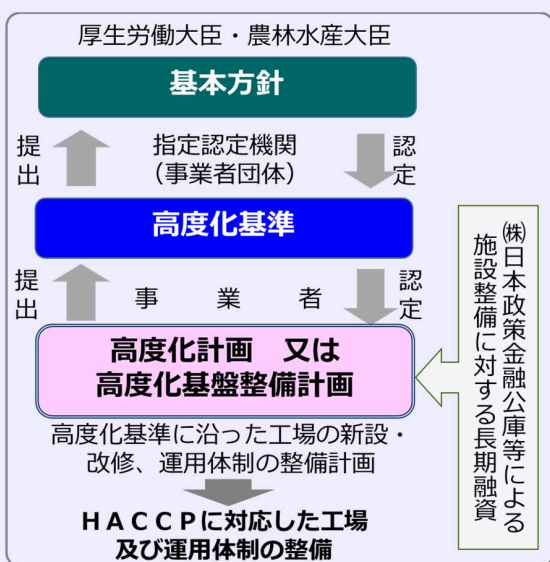 厚生労働大臣・農林水産大臣
基本方針
提出
指定認定機関
(事業者団体)
認定
高度化基準
提出
事　業　者
認定
高度化計画　又は
高度化基盤整備計画
高度化基準に沿った工場の新設・
改修、運用体制の整備計画
ＨＡＣＣＰに対応した工場
及び運用体制の整備
㈱日本政策金融公庫等による
施設整備に対する長期融資